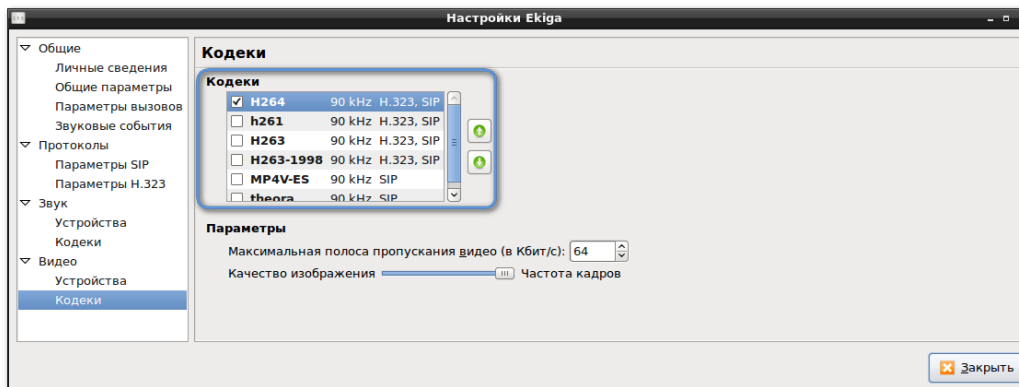 Настройки Ekiga
Общие
Личные сведения
Общие параметры
Параметры вызовов
Звуковые события
Протоколы
Параметры SIP
Параметры H.323
Звук
Устройства
Кодеки
Видео
Устройства
Кодеки
Кодеки
Кодеки
H264 90 kHz H.323, SIP
h261 90 kHz H.323, SIP
H263 90 kHz H.323, SIP
H263-1998 90 kHz H.323, SIP
MP4V-ES 90 kHz SIP
theora 90 kHz SIP
Параметры
Максимальная полоса пропускания видео (в Кбит/с): 64
Качество изображения Частота кадров
Закрыть